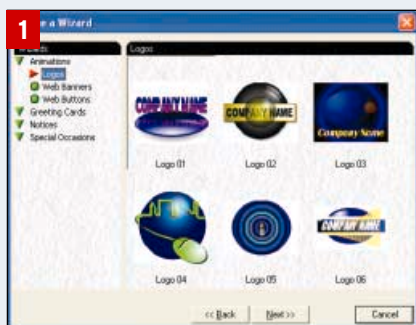 1
a Wizard
Logos
Animations
Logos
Web Banners
Web Buttons
Greeting Cards
Notices
Special Occasions
COMPANY NAME
COMPANY NAME
Company Name
Logo 01
Logo 02
Logo 03
COMPANY NAME
Logo 04
Logo 05
Logo 06
<< Back
Next >>
Cancel